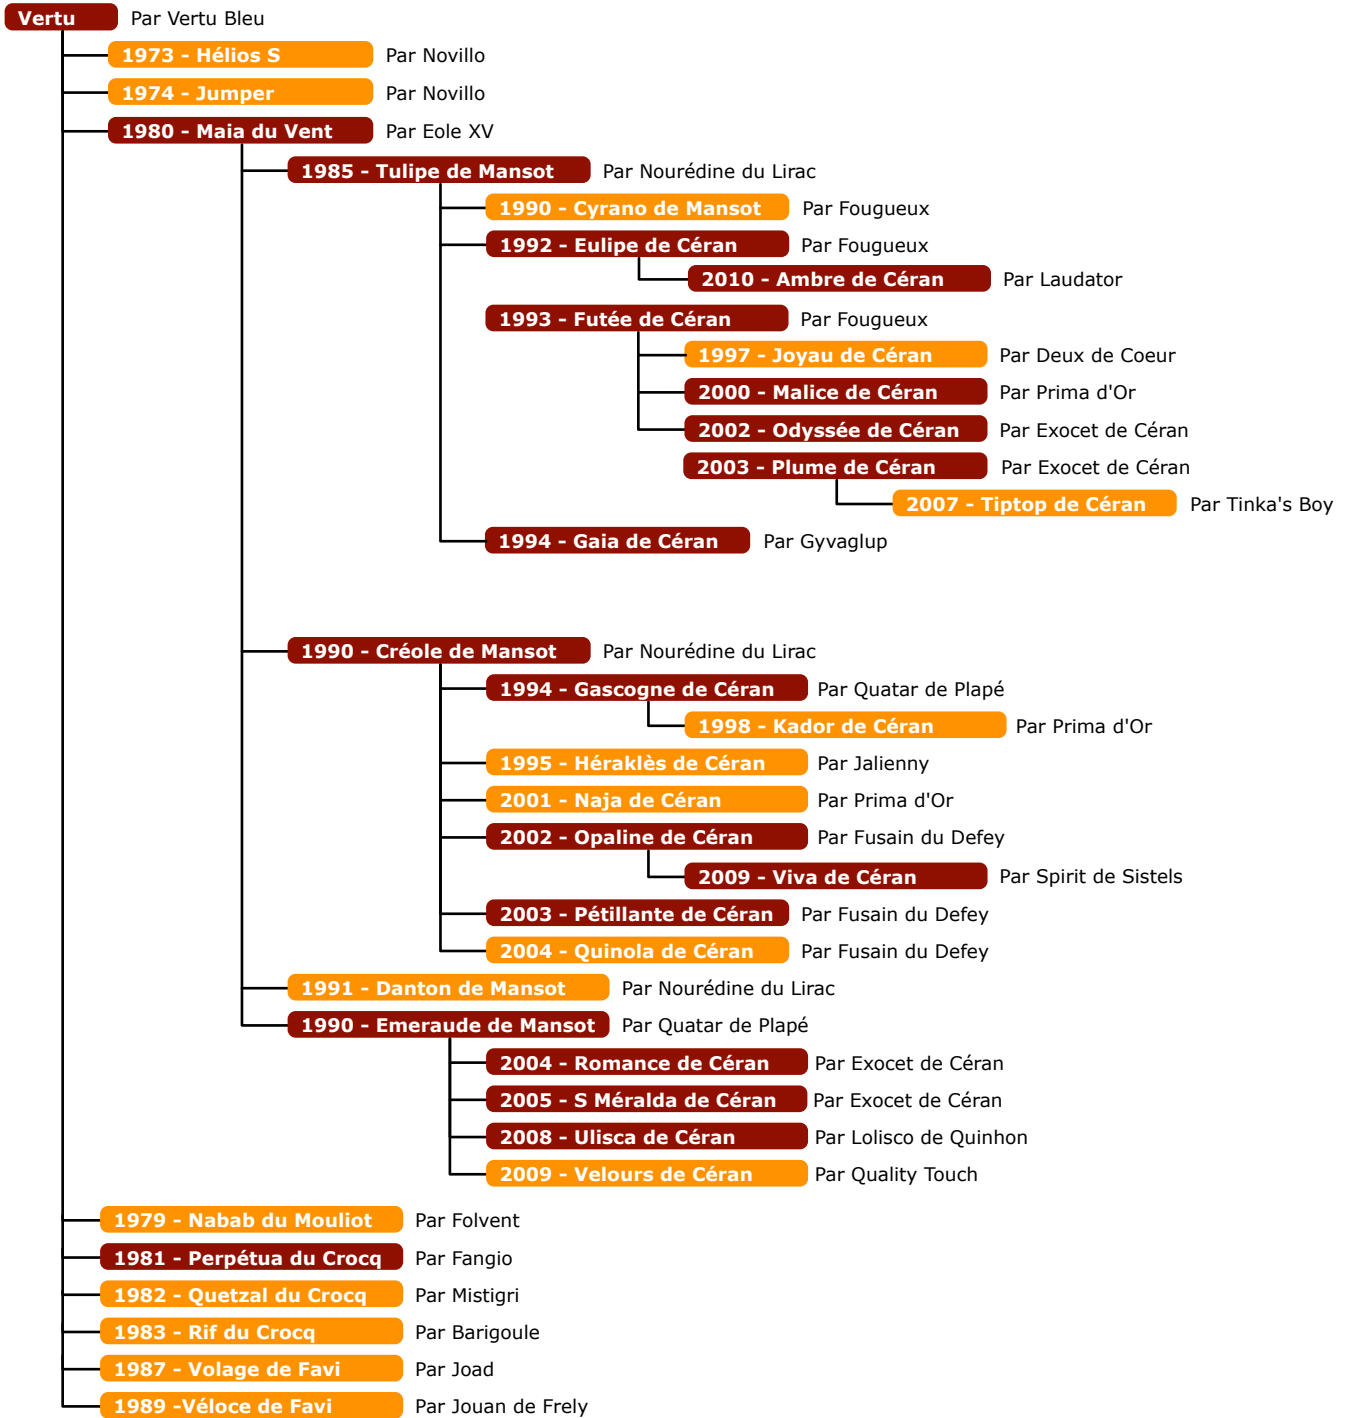 Vertu Par Vertu Bleu
1973 - Hélios S Par Novillo
1974 - Jumper Par Novillo
1980 - Maia du Vent Par Eole XV
1985 - Tulipe de Mansot Par Nourédine du Lirac
1990 - Cyrano de Mansot Par Fougueux
1992 - Eulipe de Céran Par Fougueux
2010 - Ambre de Céran Par Laudator
1993 - Futée de Céran Par Fougueux
1997 - Joyau de Céran Par Deux de Coeur
2000 - Malice de Céran Par Prima d'Or
2002 - Odyssée de Céran Par Exocet de Céran
2003 - Plume de Céran Par Exocet de Céran
2007 - Tiptop de Céran Par Tinka's Boy
1994 - Gaia de Céran Par Gyvaglup
1990 - Créole de Mansot Par Nourédine du Lirac
1994 - Gascogne de Céran Par Quatar de Plapé
1998 - Kador de Céran Par Prima d'Or
1995 - Héraklès de Céran Par Jalienny
2001 - Naja de Céran Par Prima d'Or
2002 - Opaline de Céran Par Fusain du Defey
2009 - Viva de Céran Par Spirit de Sistels
2003 - Pétillante de Céran Par Fusain du Defey
2004 - Quinola de Céran Par Fusain du Defey
1991 - Danton de Mansot Par Nourédine du Lirac
1990 - Emeraude de Mansot Par Quatar de Plapé
2004 - Romance de Céran Par Exocet de Céran
2005 - S Méralda de Céran Par Exocet de Céran
2008 - Ulisca de Céran Par Lolisco de Quinhon
2009 - Velours de Céran Par Quality Touch
1979 - Nabab du Mouliot Par Folvent
1981 - Perpétua du Crocq Par Fangio
1982 - Quetzal du Crocq Par Mistigri
1983 - Rif du Crocq Par Barigoule
1987 - Volage de Favi Par Joad
1989 -Véloce de Favi Par Jouan de Frely